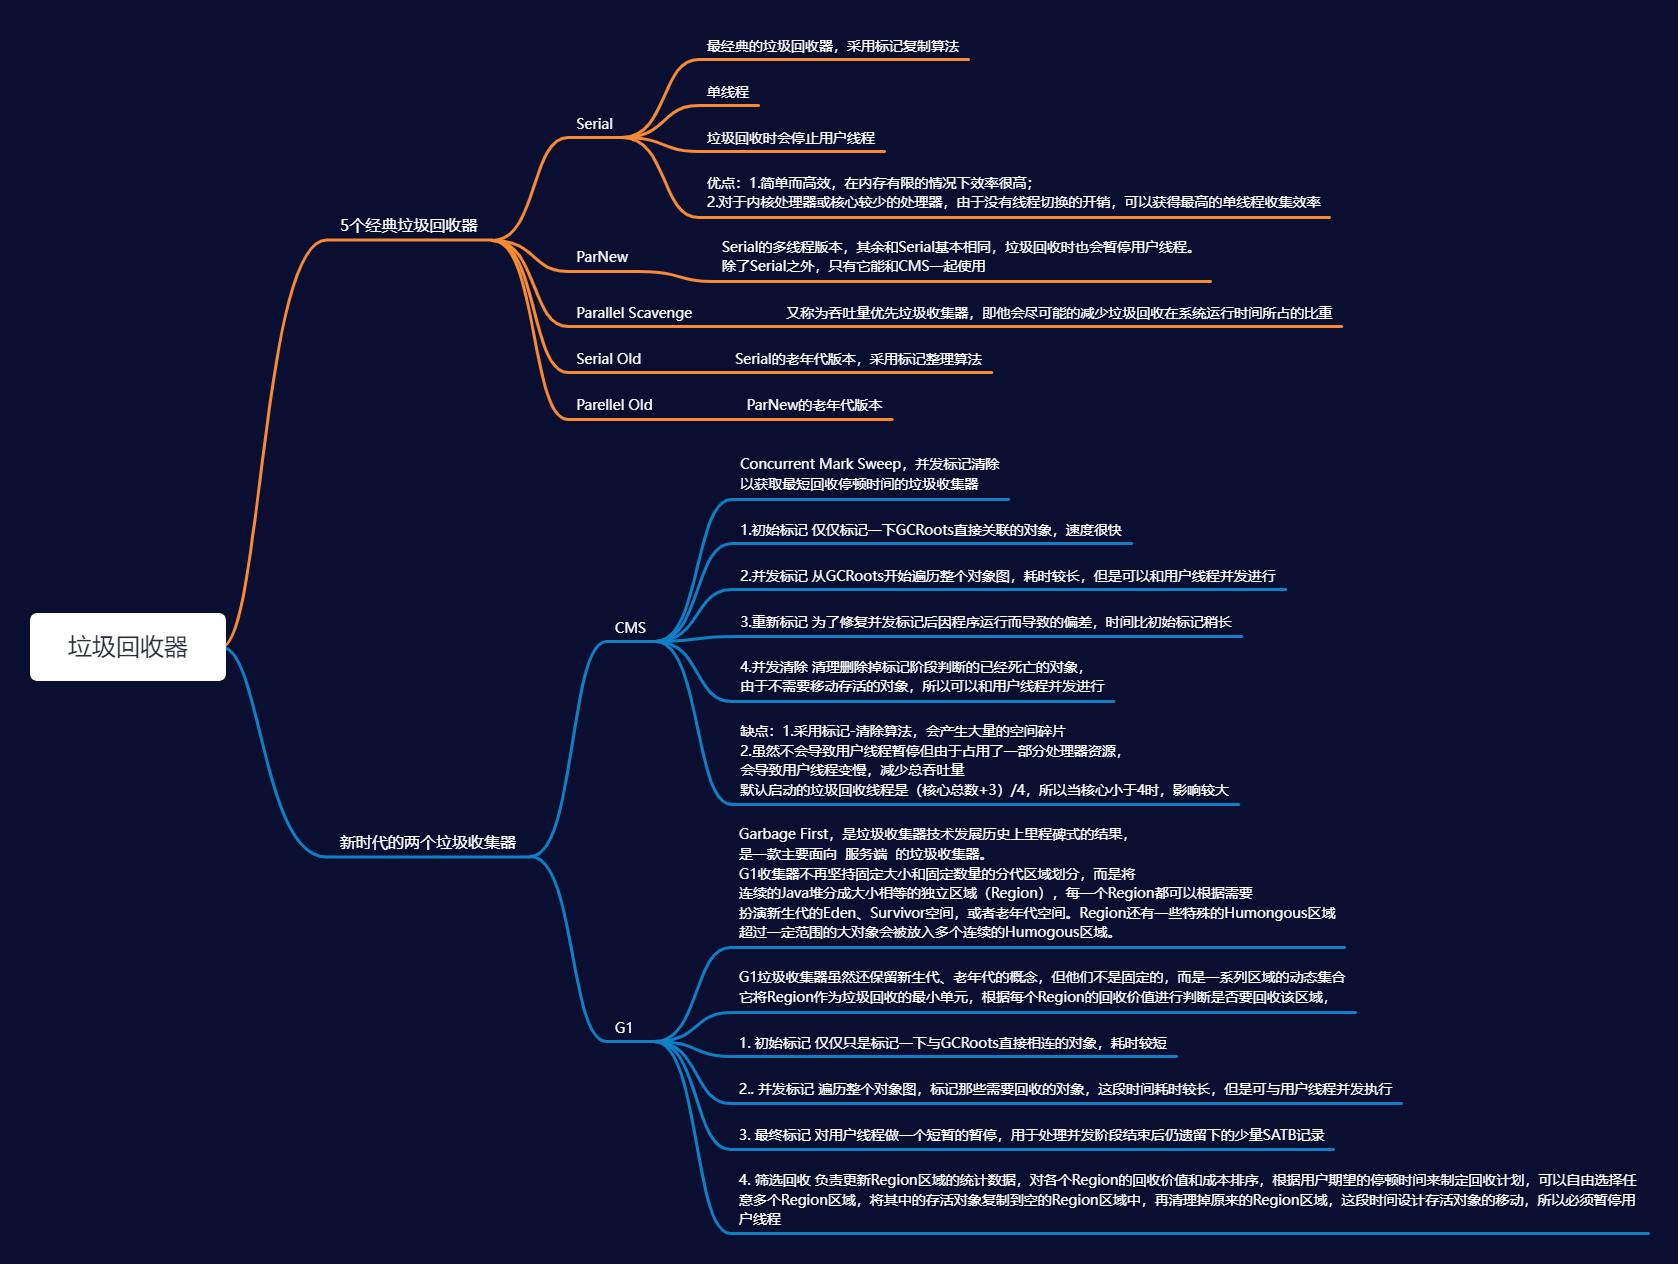 最经典的垃圾回收器，采用标记复制算法
单线程
Serial
垃圾回收时会停止用户线程
优点：1.简单而高效，在内存有限的情况下效率很高；
2.对于内核处理器或核心较少的处理器，由于没有线程切换的开销，可以获得最高的单线程收集效率
5个经典垃圾回收器
ParNew
Serial的多线程版本，其余和Serial基本相同，垃圾回收时也会暂停用户线程。
除了Serial之外，只有它能和CMS一起使用
Parallel Scavenge
又称为吞吐量优先垃圾收集器，即他会尽可能的减少垃圾回收在系统运行时间所占的比重
Serial Old
Serial的老年代版本，采用标记整理算法
Parellel Old
ParNew的老年代版本
垃圾回收器
Concurrent Mark Sweep，并发标记清除
以获取最短回收停顿时间的垃圾收集器
1.初始标记 仅仅标记一下GCRoots直接关联的对象，速度很快
2.并发标记 从GCRoots开始遍历整个对象图，耗时较长，但是可以和用户线程并发进行
CMS
3.重新标记 为了修复并发标记后因程序运行而导致的偏差，时间比初始标记稍长
4.并发清除 清理删除掉标记阶段判断的已经死亡的对象，
由于不需要移动存活的对象，所以可以和用户线程并发进行
缺点：1.采用标记-清除算法，会产生大量的空间碎片
2.虽然不会导致用户线程暂停但由于占用了一部分处理器资源，
会导致用户线程变慢，减少总吞吐量
默认启动的垃圾回收线程是（核心总数+3）/4，所以当核心小于4时，影响较大
新时代的两个垃圾收集器
Garbage First，是垃圾收集器技术发展历史上里程碑式的结果，
是一款主要面向  服务端  的垃圾收集器。
G1收集器不再坚持固定大小和固定数量的分代区域划分，而是将
连续的Java堆分成大小相等的独立区域（Region），每一个Region都可以根据需要
扮演新生代的Eden、Survivor空间，或者老年代空间。Region还有一些特殊的Humongous区域
超过一定范围的大对象会被放入多个连续的Humogous区域。
G1垃圾收集器虽然还保留新生代、老年代的概念，但他们不是固定的，而是一系列区域的动态集合
它将Region作为垃圾回收的最小单元，根据每个Region的回收价值进行判断是否要回收该区域，
G1
1. 初始标记 仅仅只是标记一下与GCRoots直接相连的对象，耗时较短
2.. 并发标记 遍历整个对象图，标记那些需要回收的对象，这段时间耗时较长，但是可与用户线程并发执行
3. 最终标记 对用户线程做一个短暂的暂停，用于处理并发阶段结束后仍遗留下的少量SATB记录
4. 筛选回收 负责更新Region区域的统计数据，对各个Region的回收价值和成本排序，根据用户期望的停顿时间来制定回收计划，可以自由选择任
意多个Region区域，将其中的存活对象复制到空的Region区域中，再清理掉原来的Region区域，这段时间设计存活对象的移动，所以必须暂停用
户线程